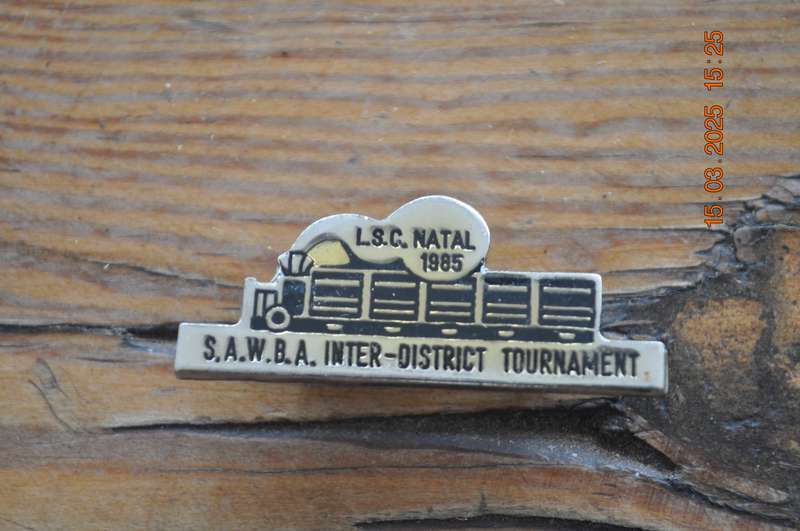 L.S.C. NATAL
1985
S.A.W.B.A. INTER-DISTRICT TOURNAMENT
15.03.2025 15:25